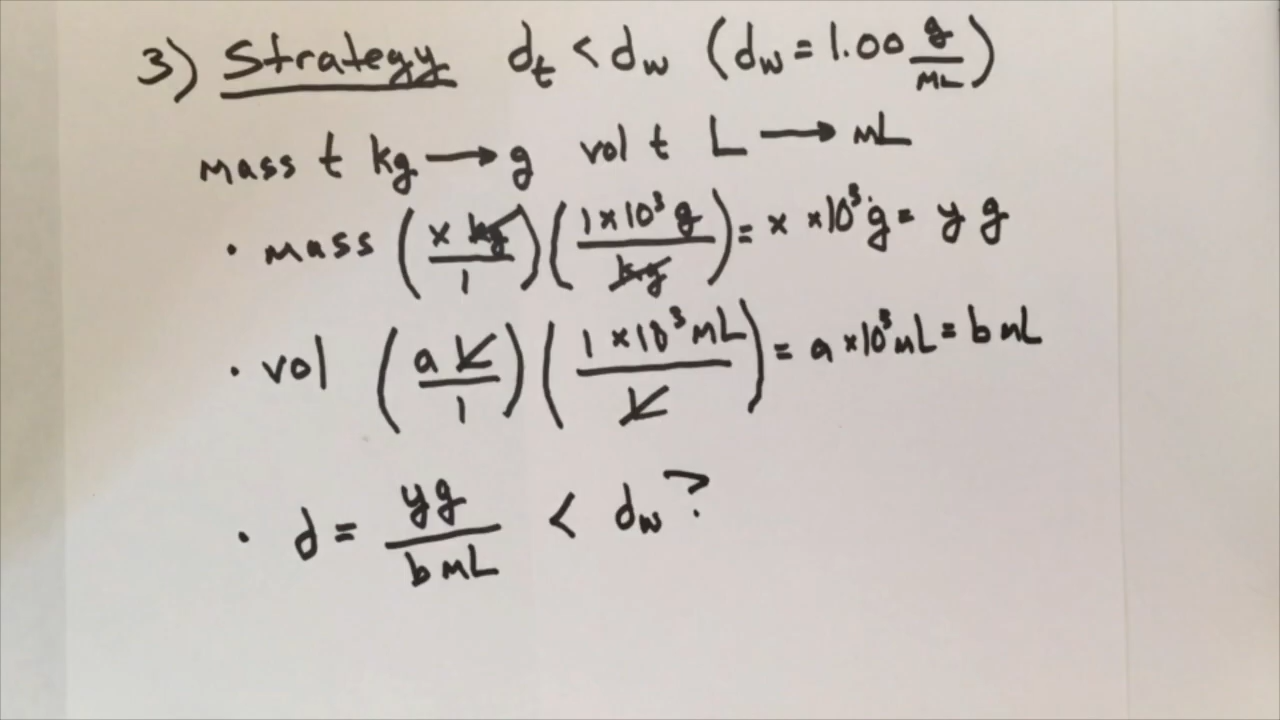 3) Strategy d_t < d_w (d_w = 1.00 g/mL)
mass t kg → g vol t L → mL
· mass (x kg / 1) (1 × 10³ g / kg) = x × 10³ g = y g
· vol (a L / 1) (1 × 10³ mL / L) = a × 10³ mL = b mL
· d = y g / b mL < d_w ?